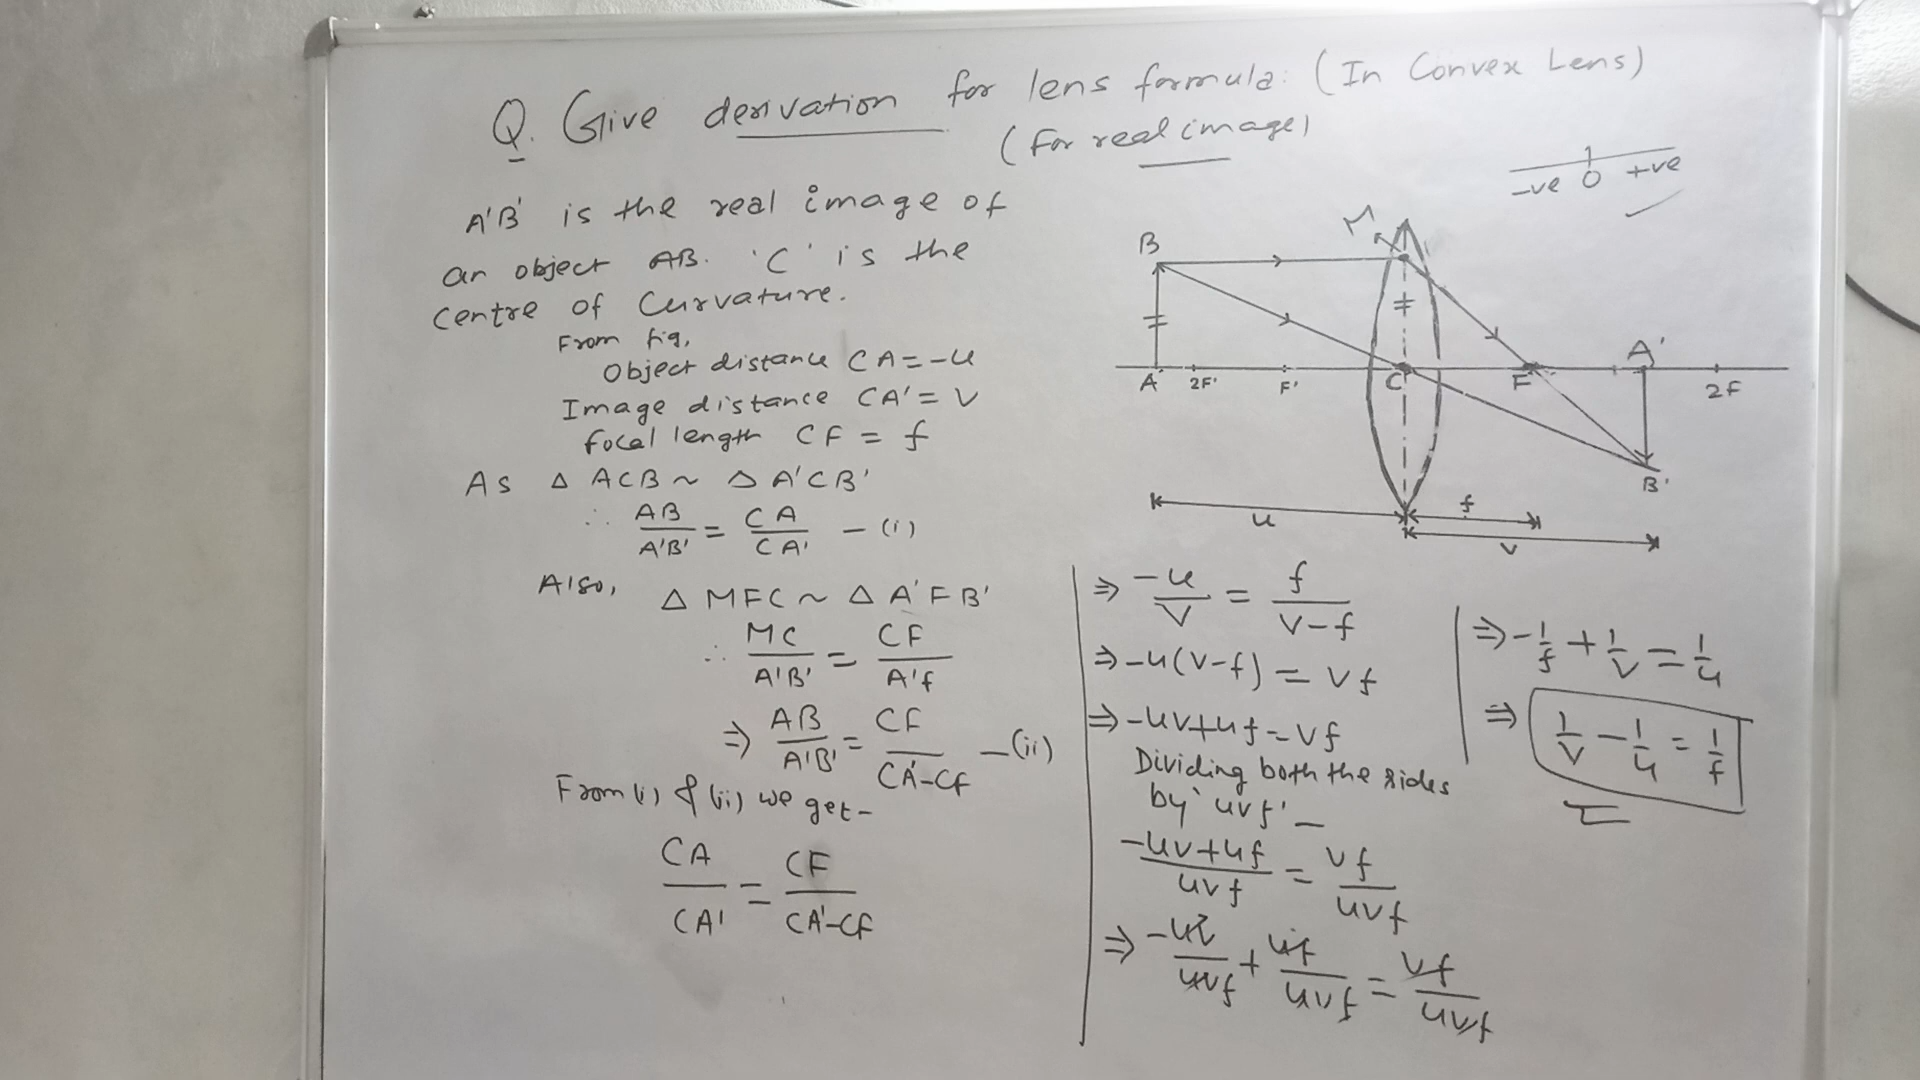 Q. Give derivation for lens formula: (In Convex Lens)
(For real image)
-ve 0 +ve
A'B' is the real image of
an object AB. 'C' is the
centre of Curvature.
From fig,
Object distance CA = -u
Image distance CA' = v
focal length CF = f
As △ ACB ~ △ A'CB'
∴ AB/A'B' = CA/CA' - (i)
Also, △ MFC ~ △ A'FB'
∴ MC/A'B' = CF/A'f
⇒ AB/A'B' = CF/CA'-CF - (ii)
From (i) & (ii) we get -
CA/CA' = CF/CA'-CF
B M
A 2F' F' C F A' 2F
B'
u f
v
⇒ -u/v = f/v-f
⇒ -u(v-f) = vf
⇒ -uv+uf = vf
Dividing both the sides
by 'uvf' -
-uv+uf/uvf = vf/uvf
⇒ -uv/uvf + uf/uvf = vf/uvf
⇒ -1/f + 1/v = 1/u
⇒ 1/v - 1/u = 1/f